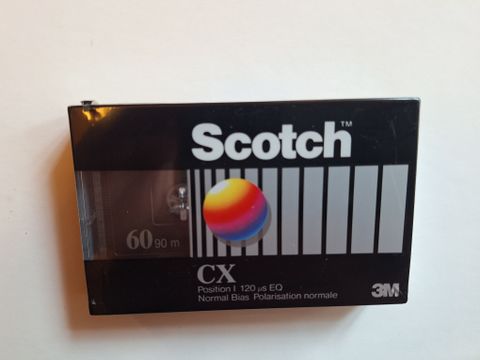 Scotch™
60 90 m
CX
Position I 120 µs EQ
Normal Bias Polarisation normale
3M